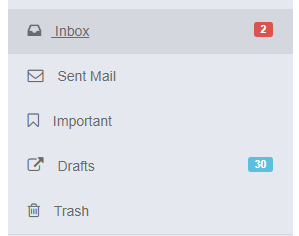 Inbox 2
Sent Mail
Important
Drafts 30
Trash